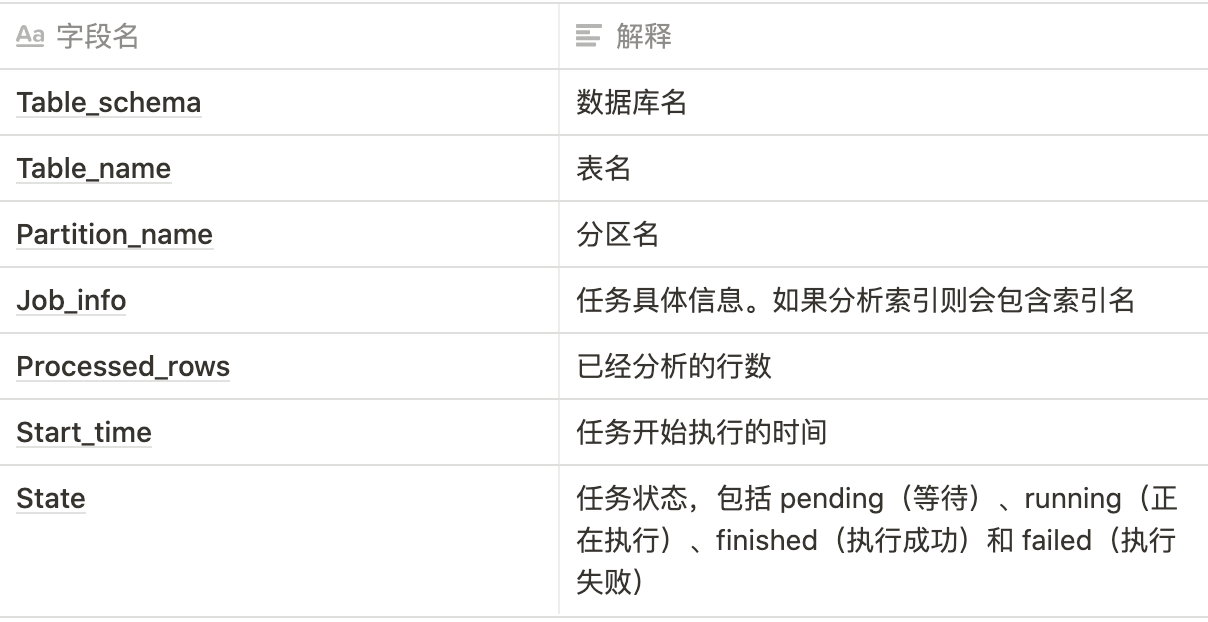 Aa 字段名
解释
Table_schema
数据库名
Table_name
表名
Partition_name
分区名
Job_info
任务具体信息。如果分析索引则会包含索引名
Processed_rows
已经分析的行数
Start_time
任务开始执行的时间
State
任务状态，包括 pending（等待）、running（正
在执行）、finished（执行成功）和 failed（执行
失败）